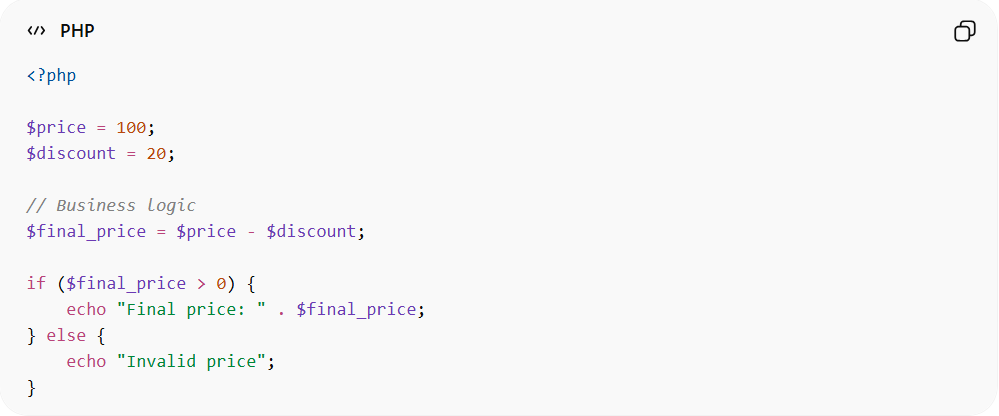 </> PHP
<?php
$price = 100;
$discount = 20;
// Business logic
$final_price = $price - $discount;
if ($final_price > 0) {
    echo "Final price: " . $final_price;
} else {
    echo "Invalid price";
}